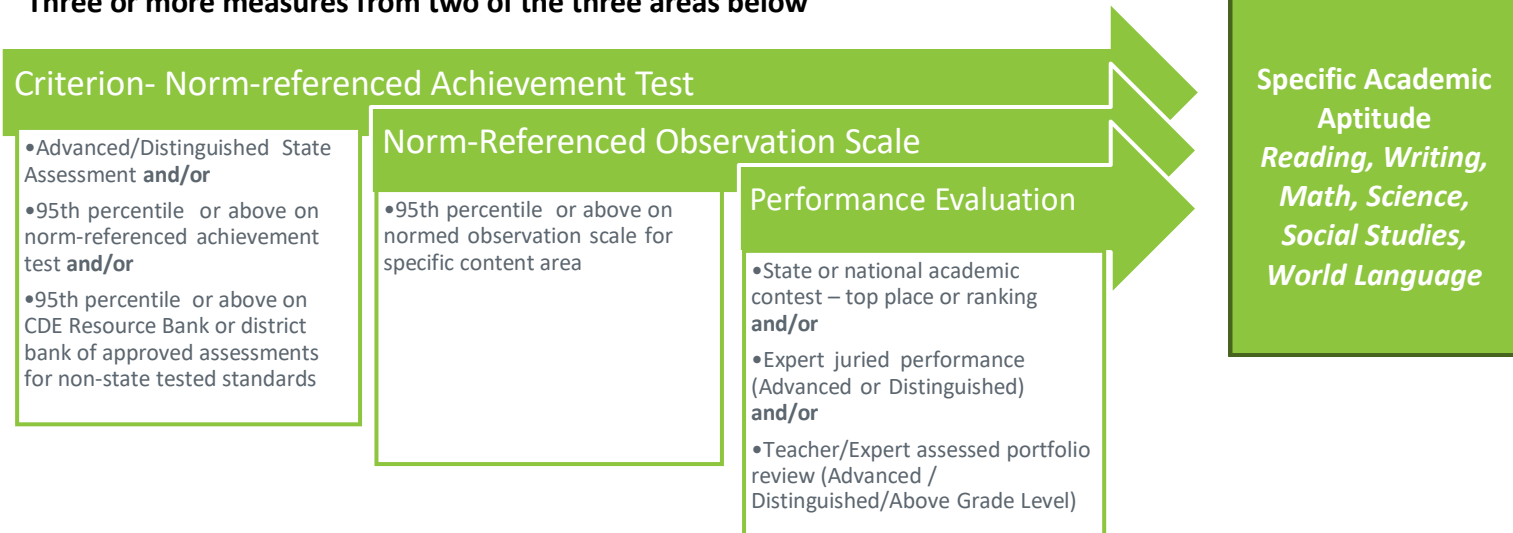 Three or more measures from two of the three areas below
Criterion- Norm-referenced Achievement Test
•Advanced/Distinguished State
Assessment and/or
•95th percentile or above on
norm-referenced achievement
test and/or
•95th percentile or above on
CDE Resource Bank or district
bank of approved assessments
for non-state tested standards
Norm-Referenced Observation Scale
•95th percentile or above on
normed observation scale for
specific content area
Performance Evaluation
•State or national academic
contest – top place or ranking
and/or
•Expert juried performance
(Advanced or Distinguished)
and/or
•Teacher/Expert assessed portfolio
review (Advanced /
Distinguished/Above Grade Level)
Specific Academic
Aptitude
Reading, Writing,
Math, Science,
Social Studies,
World Language